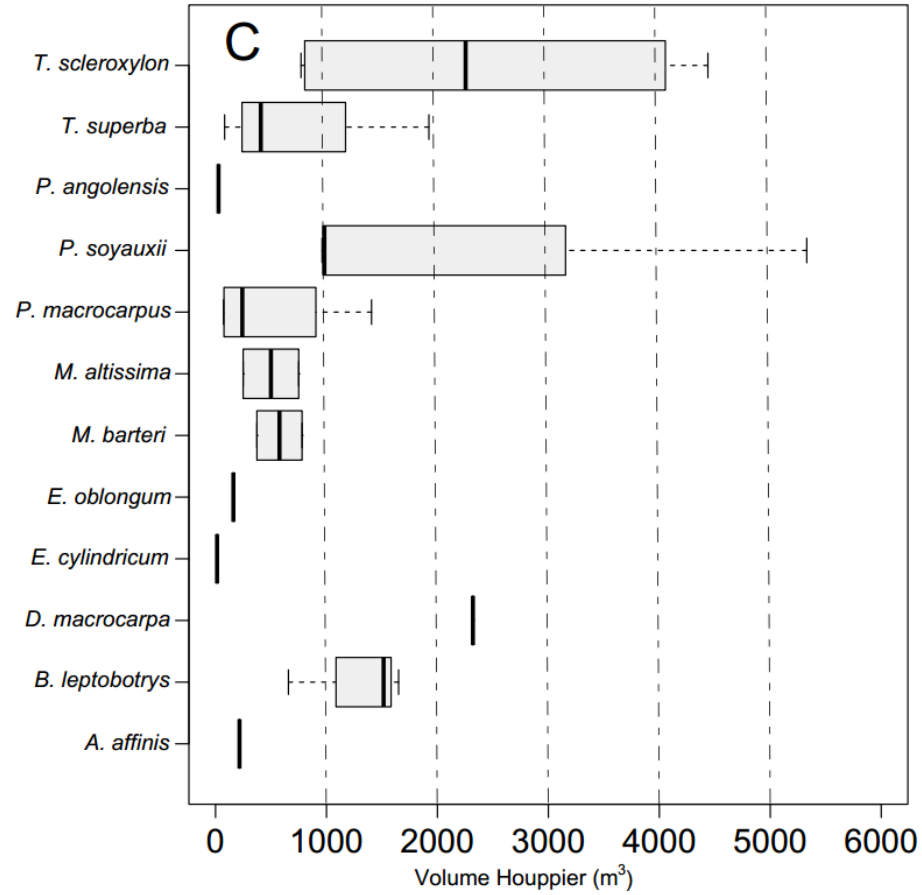 C
T. scleroxylon
T. superba
P. angolensis
P. soyauxii
P. macrocarpus
M. altissima
M. barteri
E. oblongum
E. cylindricum
D. macrocarpa
B. leptobotrys
A. affinis
0 1000 2000 3000 4000 5000 6000
Volume Houppier (m³)